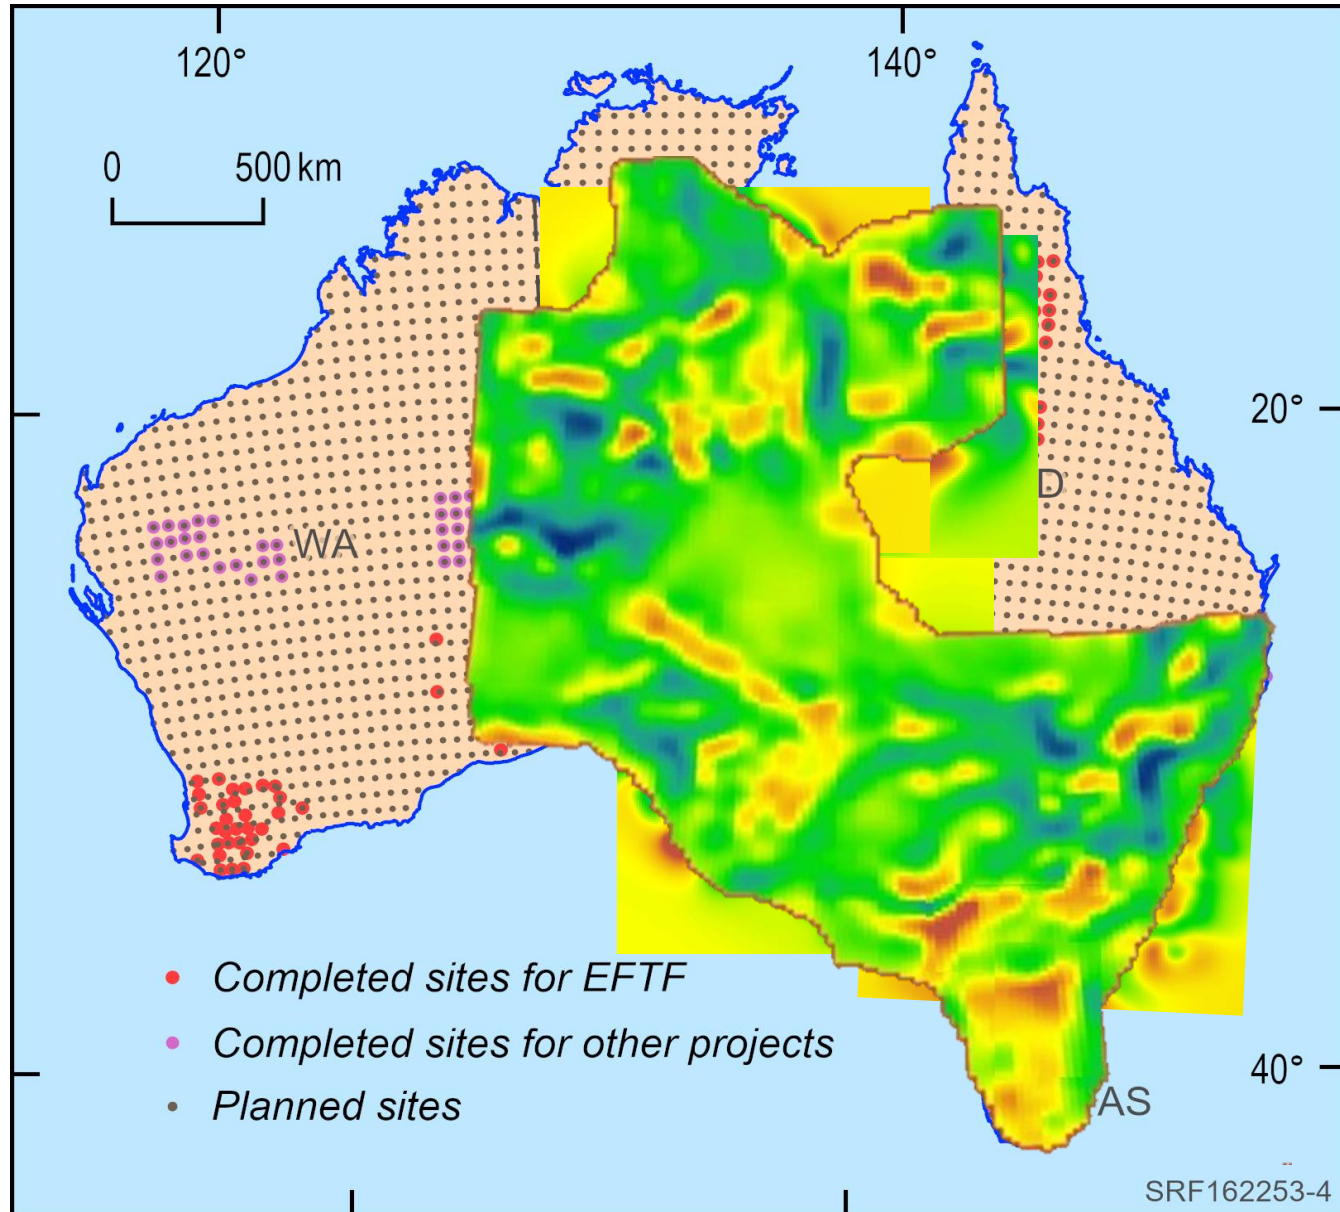 120°
140°
0 500 km
20°
D
WA
Completed sites for EFTF
Completed sites for other projects
40°
Planned sites
AS
SRF162253-4